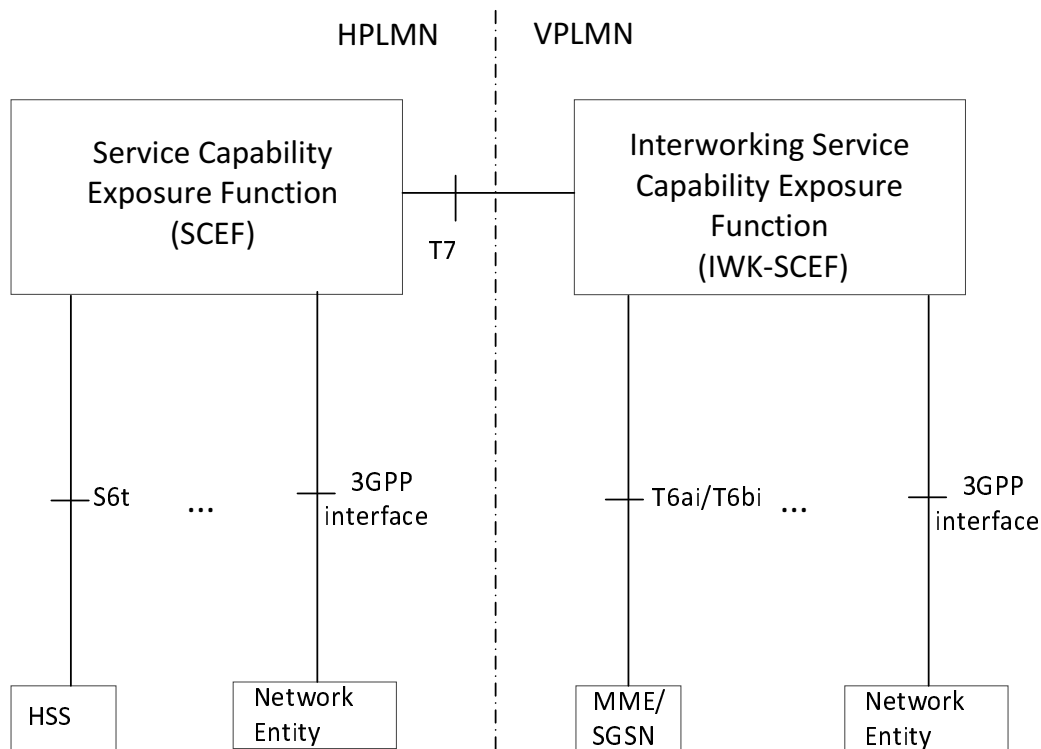 HPLMN
VPLMN
Service Capability
Exposure Function
(SCEF)
Interworking Service
Capability Exposure
Function
(IWK-SCEF)
T7
S6t
...
3GPP
interface
T6ai/T6bi
...
3GPP
interface
HSS
Network
Entity
MME/
SGSN
Network
Entity